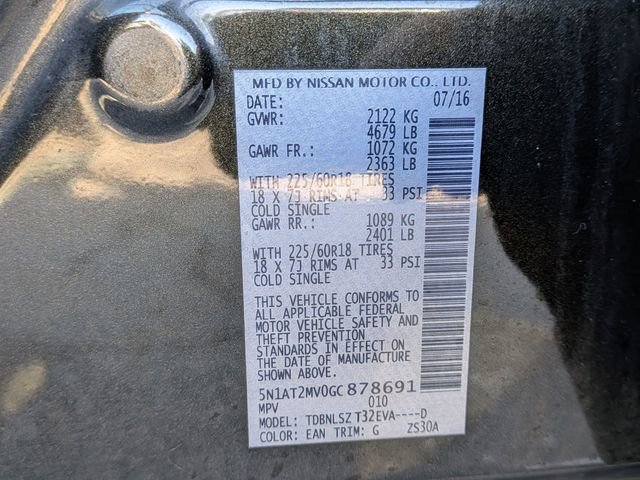 MFD BY NISSAN MOTOR CO., LTD.
DATE: 07/16
GVWR: 2122 KG
4679 LB
GAWR FR.: 1072 KG
2363 LB
WITH 225/60R18 TIRES
18 X 7J RIMS AT 33 PSI
COLD SINGLE
GAWR RR.: 1089 KG
2401 LB
WITH 225/60R18 TIRES
18 X 7J RIMS AT 33 PSI
COLD SINGLE
THIS VEHICLE CONFORMS TO
ALL APPLICABLE FEDERAL
MOTOR VEHICLE SAFETY AND
THEFT PREVENTION
STANDARDS IN EFFECT ON
THE DATE OF MANUFACTURE
SHOWN ABOVE.
5N1AT2MV0GC878691
MPV 010
MODEL: TDBNLSZ T32EVA----D
COLOR: EAN TRIM: G ZS30A